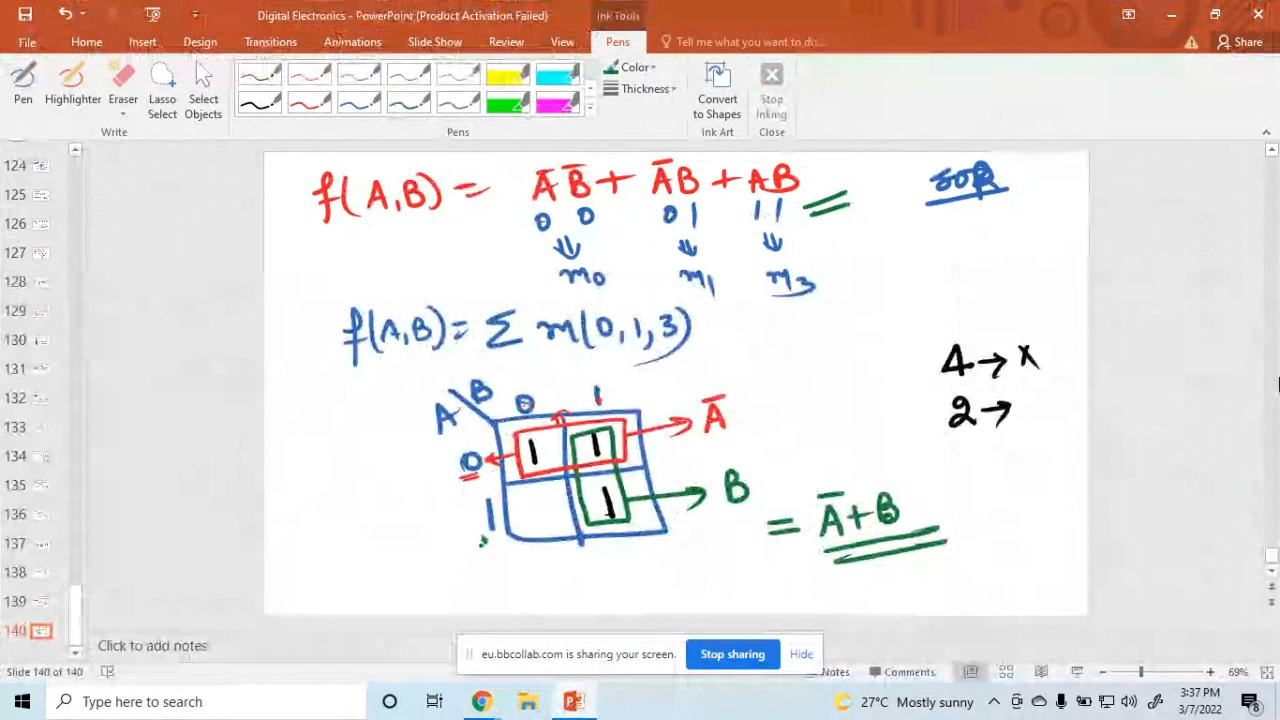 Digital Electronics - PowerPoint (Product Activation Failed)
Ink Tools
File Home Insert Design Transitions Animations Slide Show Review View Pens Tell me what you want to do... Share
Pen Highlighter Eraser Lasso Select Select Objects
Color
Thickness
Convert to Shapes
Stop Inking
Write Pens Ink Art Close
124
125
126
127
128
129
130
131
132
133
134
135
136
137
138
139
140
f(A,B) = A̅ B̅ + A̅ B + AB
0 0 0 1 1 1
m₀ m₁ m₃
f(A,B) = Σ m(0,1,3)
4 → x
2 →
A B 0 1
0 1 1 → A̅
1 1 → B
= A̅ + B
Click to add notes
eu.bbcollab.com is sharing your screen. Stop sharing Hide
Slide 140 of 140 Notes Comments 69%
Type here to search
27°C Mostly sunny
3:37 PM
3/7/2022
8